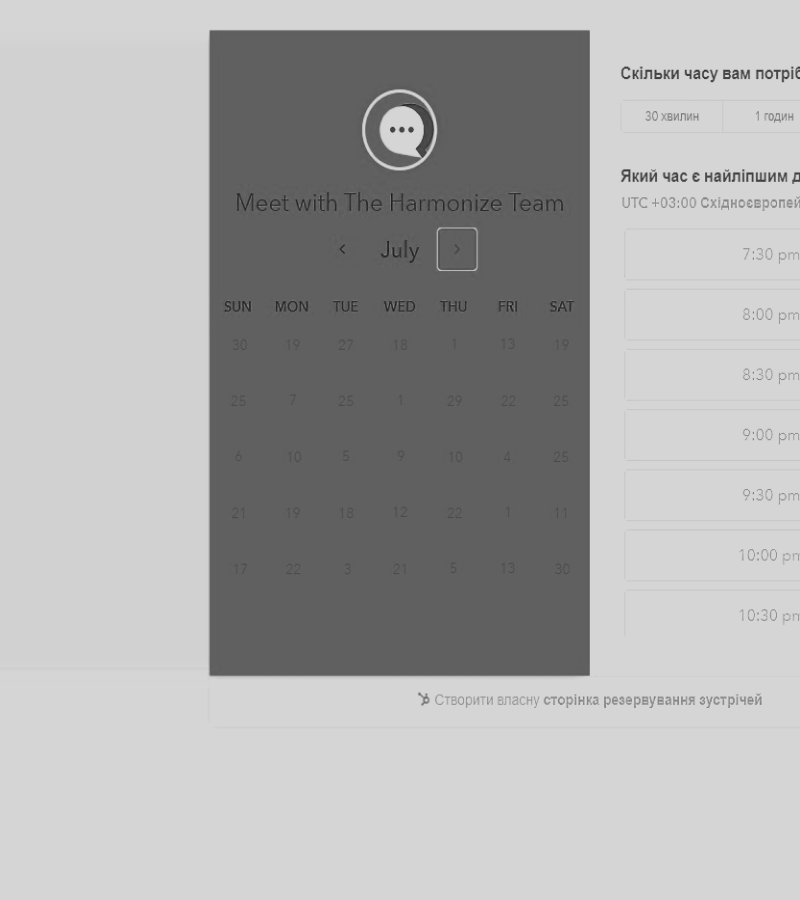 Meet with The Harmonize Team
July
SUN MON TUE WED THU FRI SAT
30 19 27 18 1 13 19
25 7 25 1 29 22 25
6 10 5 9 10 4 25
21 19 18 12 22 1 11
17 22 3 21 5 13 30
Скільки часу вам потріб
30 хвилин 1 годин
Який час є найліпшим д
UTC +03:00 Східноєвропей
7:30 pm
8:00 pm
8:30 pm
9:00 pm
9:30 pm
10:00 pm
10:30 pm
Створити власну сторінка резервування зустрічей